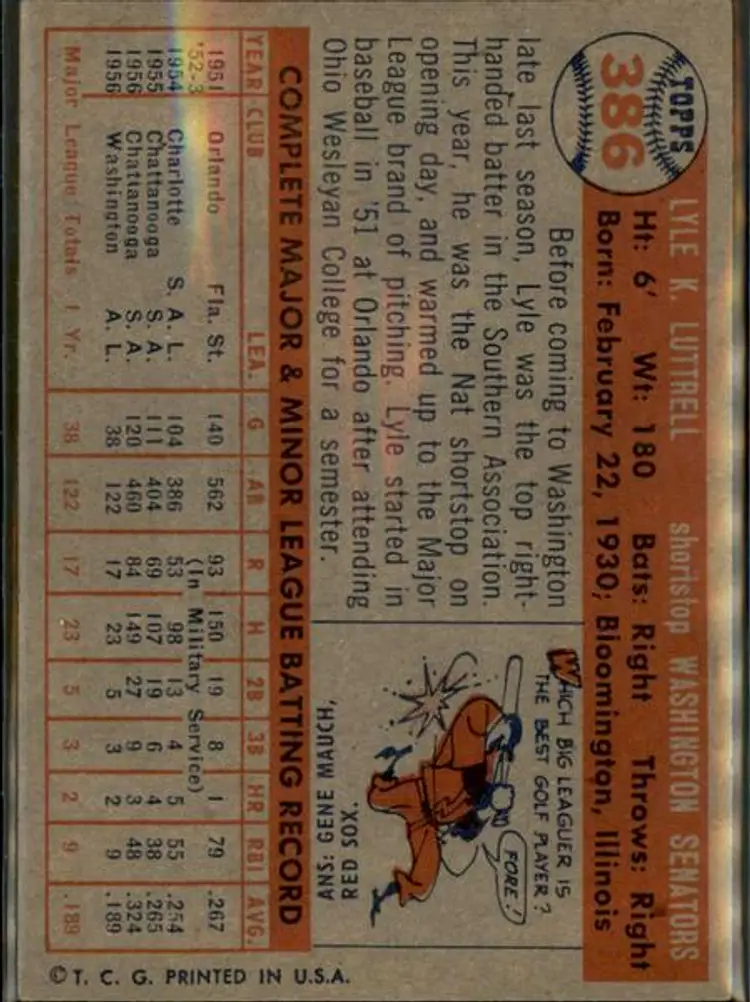 TOPPS
386
LYLE K. LUTTRELL shortstop WASHINGTON SENATORS
Ht: 6' Wt: 180 Bats: Right Throws: Right
Born: February 22, 1930; Bloomington, Illinois
Before coming to Washington
late last season, Lyle was the top right-
handed batter in the Southern Association.
This year, he was the Nat shortstop on
opening day, and warmed up to the Major
League brand of pitching. Lyle started in
baseball in '51 at Orlando after attending
Ohio Wesleyan College for a semester.
WHICH BIG LEAGUER IS
THE BEST GOLF PLAYER?
FORE!
ANS: GENE MAUCH,
RED SOX.
COMPLETE MAJOR & MINOR LEAGUE BATTING RECORD
YEAR CLUB LEA. G AB R H 2B 3B HR RBI AVG.
1951 Orlando Fla. St. 140 562 93 150 19 8 1 79 .267
'52-3 (In Military Service)
1954 Charlotte S. A. L. 104 386 53 98 13 4 5 55 .254
1955 Chattanooga S. A. 111 404 69 107 19 6 4 38 .265
1956 Chattanooga S. A. 120 460 84 149 27 9 3 48 .324
1956 Washington A. L. 38 122 17 23 5 3 2 9 .189
Major League Totals 1 Yr. 38 122 17 23 5 3 2 9 .189
© T. C. G. PRINTED IN U.S.A.